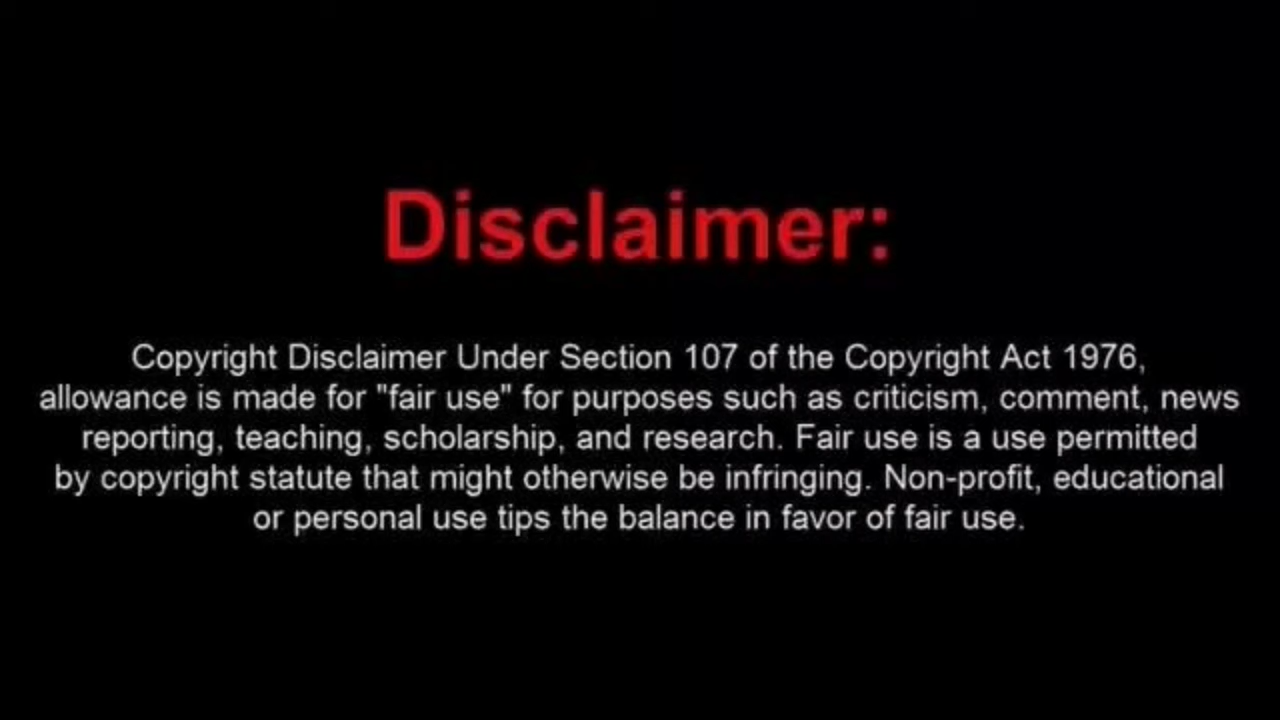 Disclaimer:
Copyright Disclaimer Under Section 107 of the Copyright Act 1976,
allowance is made for "fair use" for purposes such as criticism, comment, news
reporting, teaching, scholarship, and research. Fair use is a use permitted
by copyright statute that might otherwise be infringing. Non-profit, educational
or personal use tips the balance in favor of fair use.